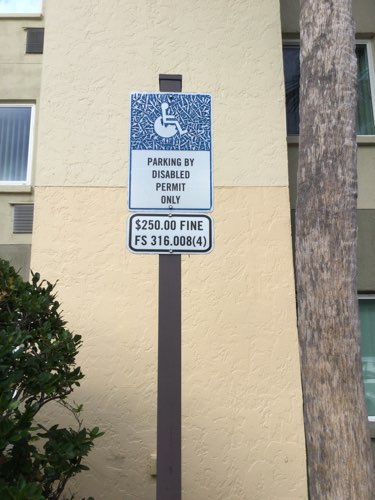 PARKING BY
DISABLED
PERMIT
ONLY
$250.00 FINE
FS 316.008(4)